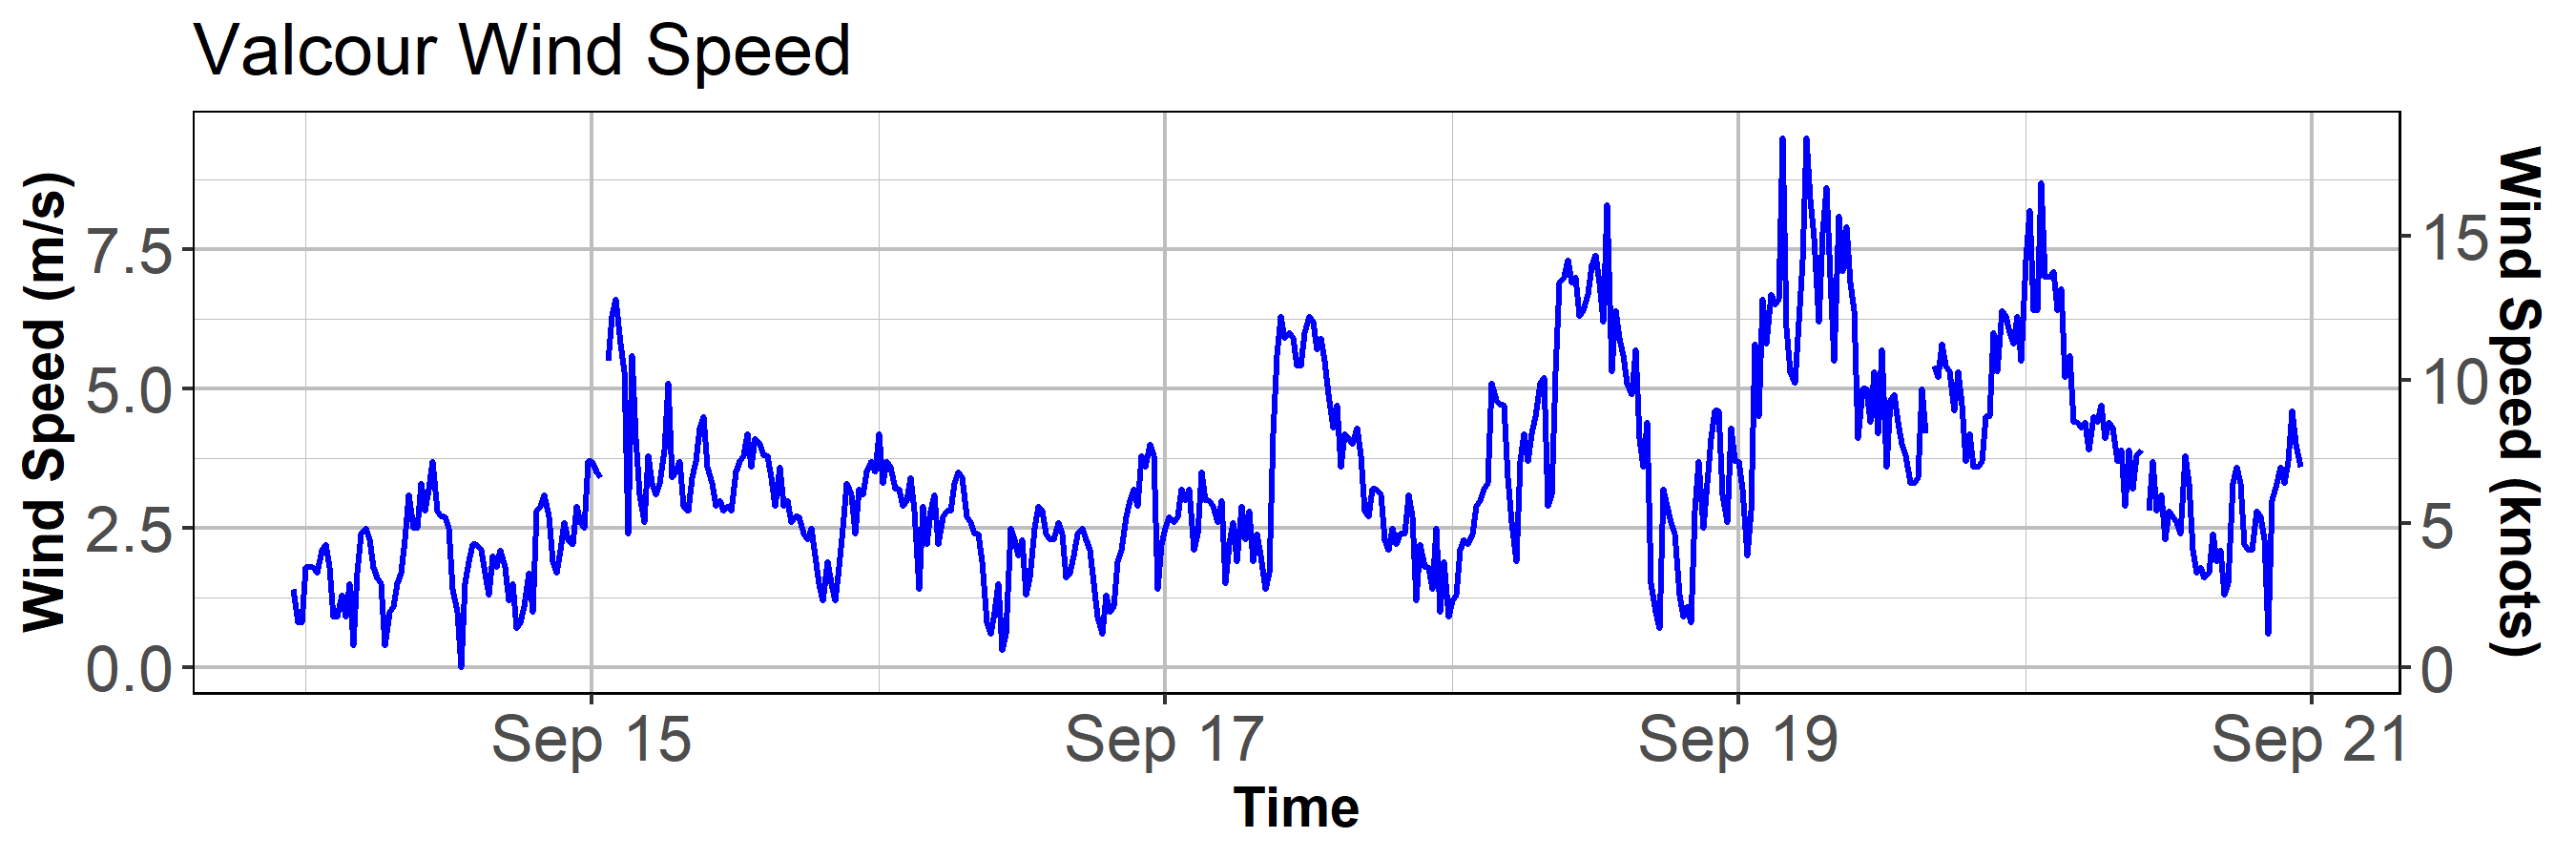 Valcour Wind Speed
Wind Speed (m/s)
7.5
5.0
2.5
0.0
Wind Speed (knots)
15
10
5
0
Sep 15
Sep 17
Sep 19
Sep 21
Time